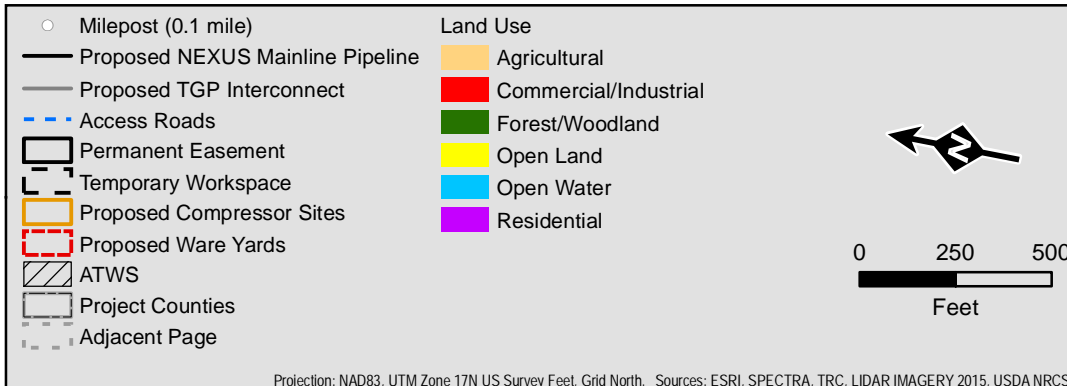 Milepost (0.1 mile)
Proposed NEXUS Mainline Pipeline
Proposed TGP Interconnect
Access Roads
Permanent Easement
Temporary Workspace
Proposed Compressor Sites
Proposed Ware Yards
ATWS
Project Counties
Adjacent Page
Land Use
Agricultural
Commercial/Industrial
Forest/Woodland
Open Land
Open Water
Residential
N
0 250 500
Feet
Projection: NAD83, UTM Zone 17N US Survey Feet, Grid North. Sources: ESRI, SPECTRA, TRC, LIDAR IMAGERY 2015, USDA NRCS